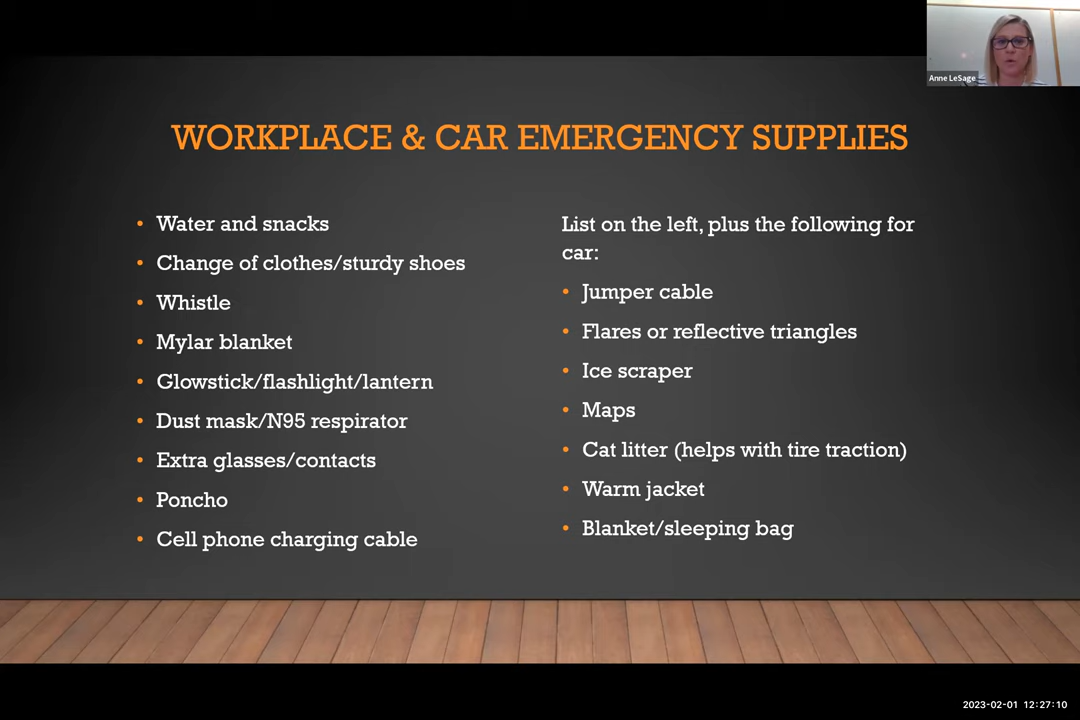 Anne LeSage
WORKPLACE & CAR EMERGENCY SUPPLIES
• Water and snacks
• Change of clothes/sturdy shoes
• Whistle
• Mylar blanket
• Glowstick/flashlight/lantern
• Dust mask/N95 respirator
• Extra glasses/contacts
• Poncho
• Cell phone charging cable
List on the left, plus the following for
car:
• Jumper cable
• Flares or reflective triangles
• Ice scraper
• Maps
• Cat litter (helps with tire traction)
• Warm jacket
• Blanket/sleeping bag
2023-02-01 12:27:10